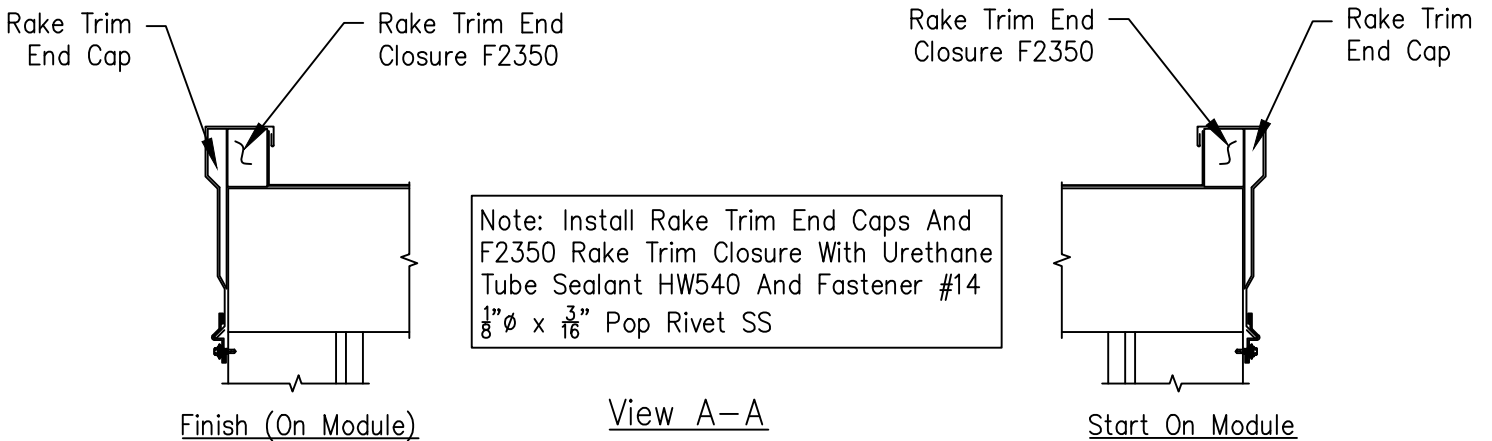 Rake Trim
End Cap
Rake Trim End
Closure F2350
Rake Trim End
Closure F2350
Rake Trim
End Cap
Note: Install Rake Trim End Caps And
F2350 Rake Trim Closure With Urethane
Tube Sealant HW540 And Fastener #14
1/8"ø x 3/16" Pop Rivet SS
Finish (On Module)
View A-A
Start On Module